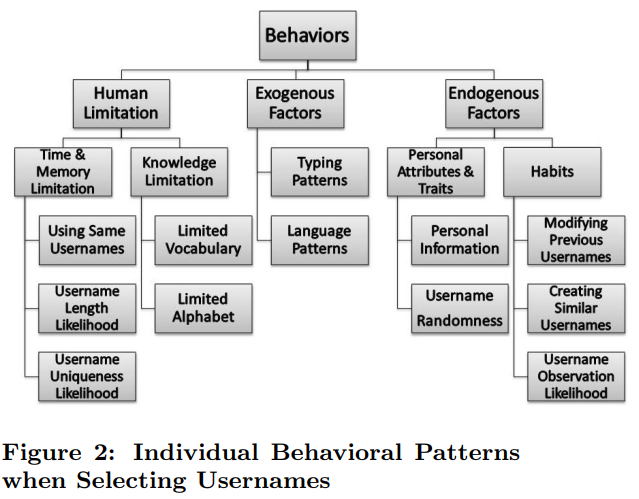 Behaviors
Human
Limitation
Exogenous
Factors
Endogenous
Factors
Time &
Memory
Limitation
Knowledge
Limitation
Typing
Patterns
Personal
Attributes &
Traits
Habits
Using Same
Usernames
Limited
Vocabulary
Language
Patterns
Personal
Information
Modifying
Previous
Usernames
Username
Length
Likelihood
Limited
Alphabet
Username
Randomness
Creating
Similar
Usernames
Username
Uniqueness
Likelihood
Username
Observation
Likelihood
Figure 2: Individual Behavioral Patterns
when Selecting Usernames